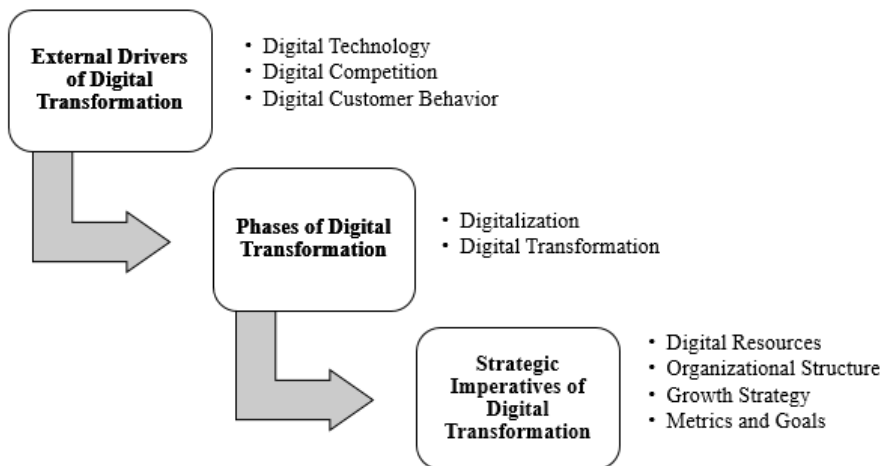 External Drivers
of Digital
Transformation
• Digital Technology
• Digital Competition
• Digital Customer Behavior
Phases of Digital
Transformation
• Digitalization
• Digital Transformation
Strategic
Imperatives of
Digital
Transformation
• Digital Resources
• Organizational Structure
• Growth Strategy
• Metrics and Goals